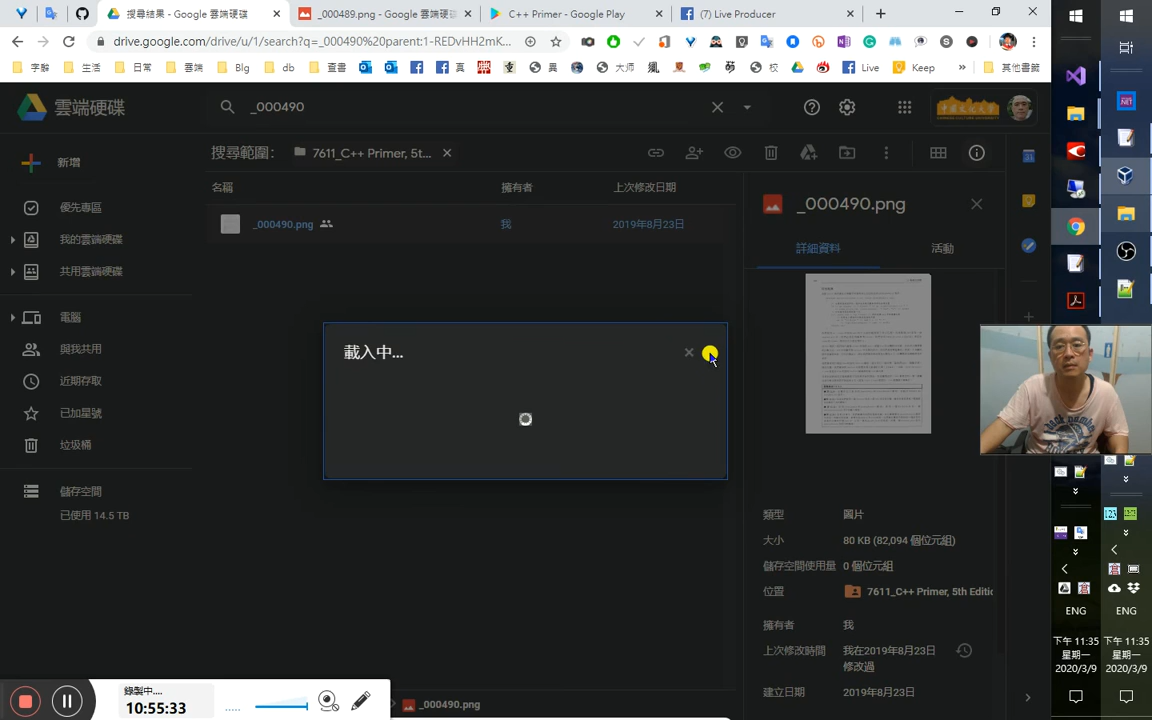 搜尋結果 - Google 雲端硬碟
_000489.png - Google 雲端硬碟
C++ Primer - Google Play
(7) Live Producer
drive.google.com/drive/u/1/search?q=_000490%20parent:1-REDvHH2mK...
字辭
生活
日常
雲端
Blg
db
查書
真
異
大师
校
Live
Keep
»
其他書籤
雲端硬碟
_000490
搜尋範圍:
7611_C++ Primer, 5st...
新增
優先專區
我的雲端硬碟
共用雲端硬碟
電腦
與我共用
近期存取
已加星號
垃圾桶
儲存空間
已使用 14.5 TB
名稱
擁有者
上次修改日期
_000490.png
我
2019年8月23日
載入中...
_000490.png
詳細資料
活動
類型
圖片
大小
80 KB (82,094 個位元組)
儲存空間使用量
0 個位元組
位置
7611_C++ Primer, 5th Editic
擁有者
我
上次修改時間
我在2019年8月23日
修改過
建立日期
2019年8月23日
_000490.png
錄製中....
10:55:33
ENG
下午 11:35
星期一
2020/3/9
ENG
下午 11:35
星期一
2020/3/9